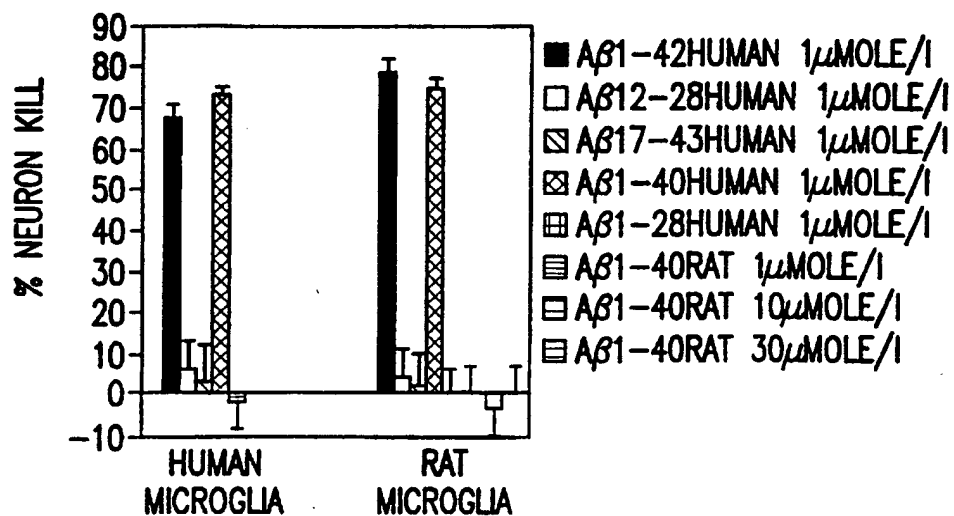 % NEURON KILL
90
80
70
60
50
40
30
20
10
0
-10
HUMAN
MICROGLIA
RAT
MICROGLIA
Aβ1-42HUMAN 1μMOLE/l
Aβ12-28HUMAN 1μMOLE/l
Aβ17-43HUMAN 1μMOLE/l
Aβ1-40HUMAN 1μMOLE/l
Aβ1-28HUMAN 1μMOLE/l
Aβ1-40RAT 1μMOLE/l
Aβ1-40RAT 10μMOLE/l
Aβ1-40RAT 30μMOLE/l